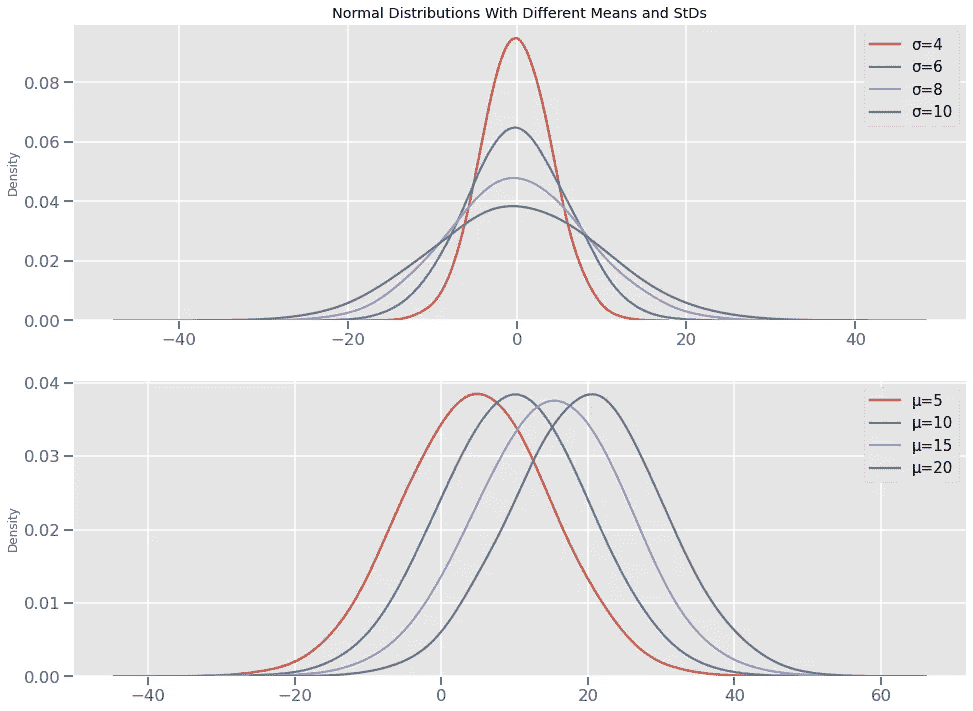 Normal Distributions With Different Means and StDs
Density
0.08
0.06
0.04
0.02
0.00
−40
−20
0
20
40
σ=4
σ=6
σ=8
σ=10
Density
0.04
0.03
0.02
0.01
0.00
−40
−20
0
20
40
60
μ=5
μ=10
μ=15
μ=20